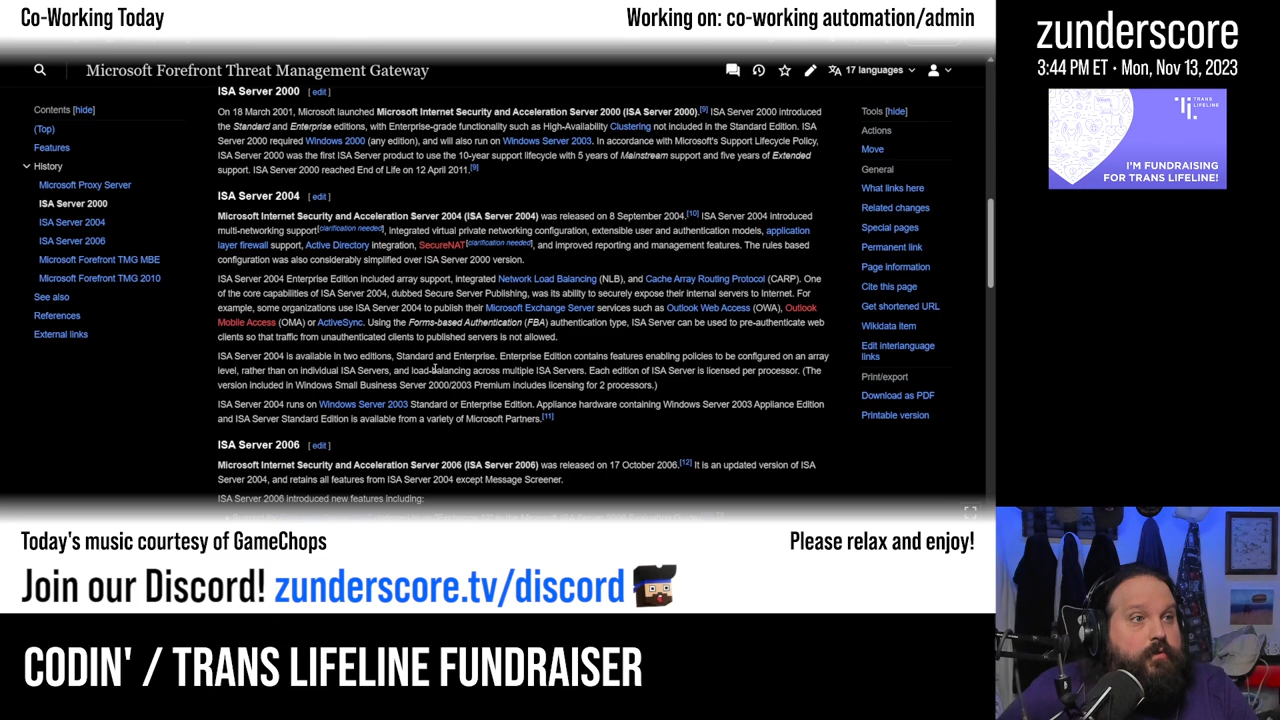 Co-Working Today
Working on: co-working automation/admin
zunderscore
3:44 PM ET · Mon, Nov 13, 2023
TRANS
LIFELINE
I'M FUNDRAISING
FOR TRANS LIFELINE!
Microsoft Forefront Threat Management Gateway
17 languages
Contents [hide]
(Top)
Features
History
Microsoft Proxy Server
ISA Server 2000
ISA Server 2004
ISA Server 2006
Microsoft Forefront TMG MBE
Microsoft Forefront TMG 2010
See also
References
External links
ISA Server 2000 [ edit ]
On 18 March 2001, Microsoft launched Microsoft Internet Security and Acceleration Server 2000 (ISA Server 2000).[9] ISA Server 2000 introduced
the Standard and Enterprise editions, with Enterprise-grade functionality such as High-Availability Clustering not included in the Standard Edition. ISA
Server 2000 required Windows 2000 (any edition), and will also run on Windows Server 2003. In accordance with Microsoft's Support Lifecycle Policy,
ISA Server 2000 was the first ISA Server product to use the 10-year support lifecycle with 5 years of Mainstream support and five years of Extended
support. ISA Server 2000 reached End of Life on 12 April 2011.[9]
ISA Server 2004 [ edit ]
Microsoft Internet Security and Acceleration Server 2004 (ISA Server 2004) was released on 8 September 2004.[10] ISA Server 2004 introduced
multi-networking support[clarification needed], integrated virtual private networking configuration, extensible user and authentication models, application
layer firewall support, Active Directory integration, SecureNAT[clarification needed], and improved reporting and management features. The rules based
configuration was also considerably simplified over ISA Server 2000 version.
ISA Server 2004 Enterprise Edition included array support, integrated Network Load Balancing (NLB), and Cache Array Routing Protocol (CARP). One
of the core capabilities of ISA Server 2004, dubbed Secure Server Publishing, was its ability to securely expose their internal servers to Internet. For
example, some organizations use ISA Server 2004 to publish their Microsoft Exchange Server services such as Outlook Web Access (OWA), Outlook
Mobile Access (OMA) or ActiveSync. Using the Forms-based Authentication (FBA) authentication type, ISA Server can be used to pre-authenticate web
clients so that traffic from unauthenticated clients to published servers is not allowed.
ISA Server 2004 is available in two editions, Standard and Enterprise. Enterprise Edition contains features enabling policies to be configured on an array
level, rather than on individual ISA Servers, and load-balancing across multiple ISA Servers. Each edition of ISA Server is licensed per processor. (The
version included in Windows Small Business Server 2000/2003 Premium includes licensing for 2 processors.)
ISA Server 2004 runs on Windows Server 2003 Standard or Enterprise Edition. Appliance hardware containing Windows Server 2003 Appliance Edition
and ISA Server Standard Edition is available from a variety of Microsoft Partners.[11]
ISA Server 2006 [ edit ]
Microsoft Internet Security and Acceleration Server 2006 (ISA Server 2006) was released on 17 October 2006.[12] It is an updated version of ISA
Server 2004, and retains all features from ISA Server 2004 except Message Screener.
ISA Server 2006 introduced new features including:
Tools [hide]
Actions
Move
General
What links here
Related changes
Special pages
Permanent link
Page information
Cite this page
Get shortened URL
Wikidata item
Edit interlanguage
links
Print/export
Download as PDF
Printable version
Today's music courtesy of GameChops
Please relax and enjoy!
Join our Discord! zunderscore.tv/discord
CODIN' / TRANS LIFELINE FUNDRAISER